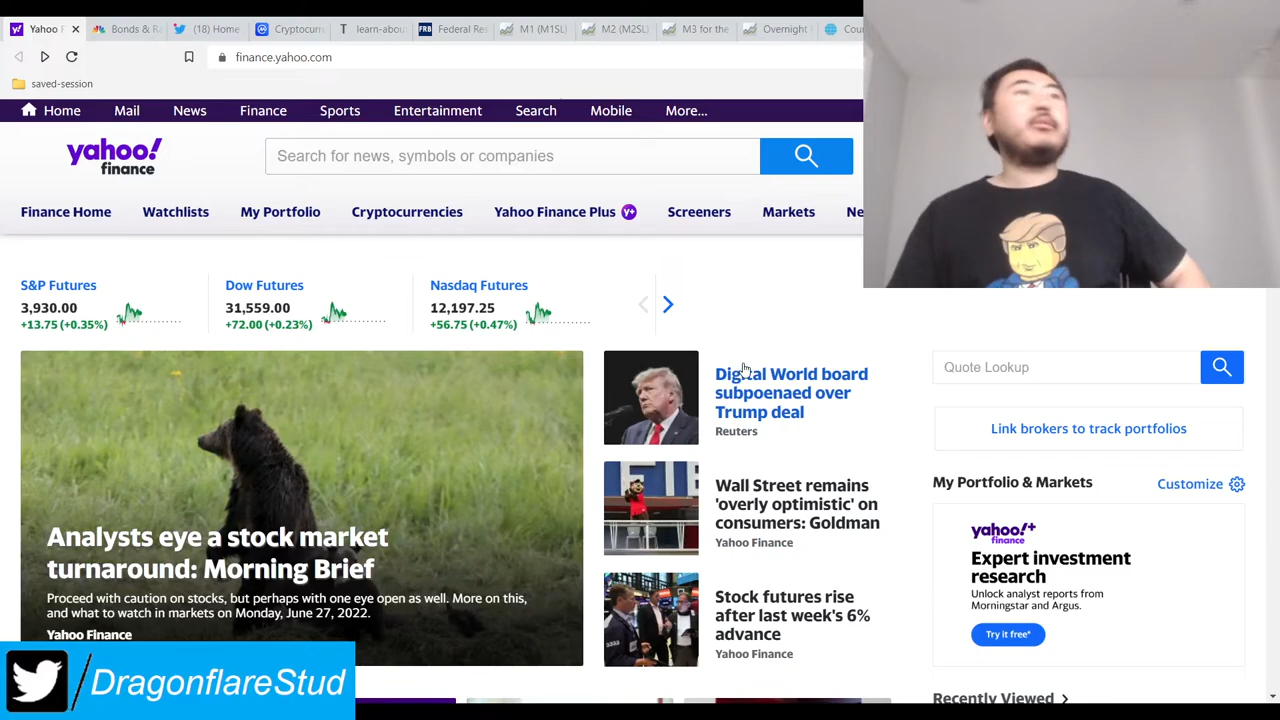 Yahoo F
Bonds & Ra
(18) Home
Cryptocurr
learn-abou
Federal Res
M1 (M1SL)
M2 (M2SL)
M3 for the
Overnight
Cour
finance.yahoo.com
saved-session
Home
Mail
News
Finance
Sports
Entertainment
Search
Mobile
More...
yahoo!
finance
Search for news, symbols or companies
Finance Home
Watchlists
My Portfolio
Cryptocurrencies
Yahoo Finance Plus
Screeners
Markets
Ne
S&P Futures
3,930.00
+13.75 (+0.35%)
Dow Futures
31,559.00
+72.00 (+0.23%)
Nasdaq Futures
12,197.25
+56.75 (+0.47%)
Analysts eye a stock market
turnaround: Morning Brief
Proceed with caution on stocks, but perhaps with one eye open as well. More on this,
and what to watch in markets on Monday, June 27, 2022.
Yahoo Finance
Digital World board
subpoenaed over
Trump deal
Reuters
Wall Street remains
'overly optimistic' on
consumers: Goldman
Yahoo Finance
Stock futures rise
after last week's 6%
advance
Yahoo Finance
Quote Lookup
Link brokers to track portfolios
My Portfolio & Markets
Customize
yahoo!+
finance
Expert investment
research
Unlock analyst reports from
Morningstar and Argus.
Try it free*
Recently Viewed
/DragonflareStud